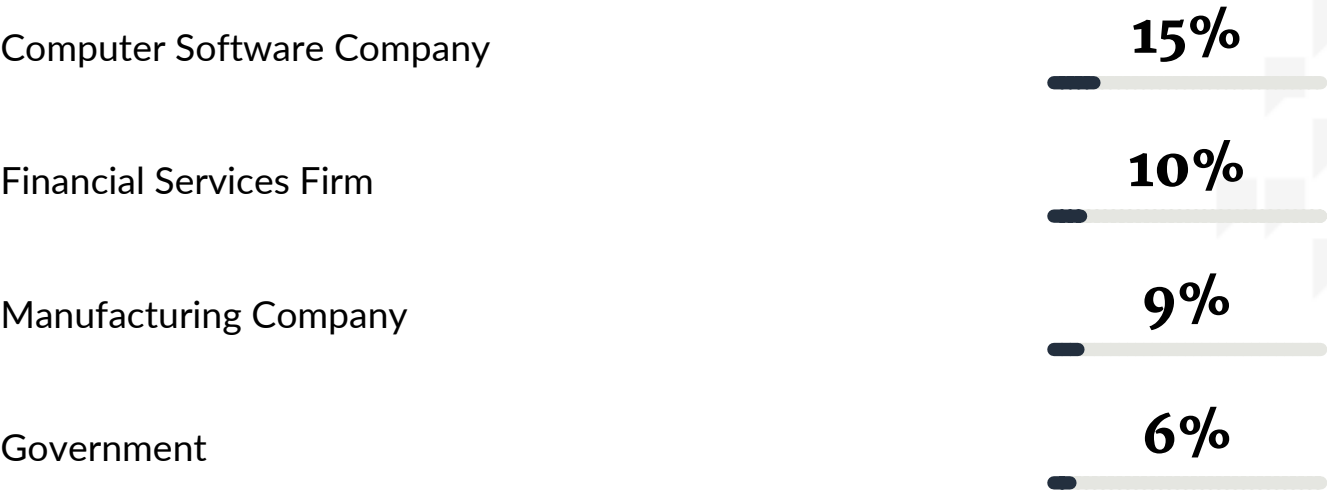 Computer Software Company 15%
Financial Services Firm 10%
Manufacturing Company 9%
Government 6%